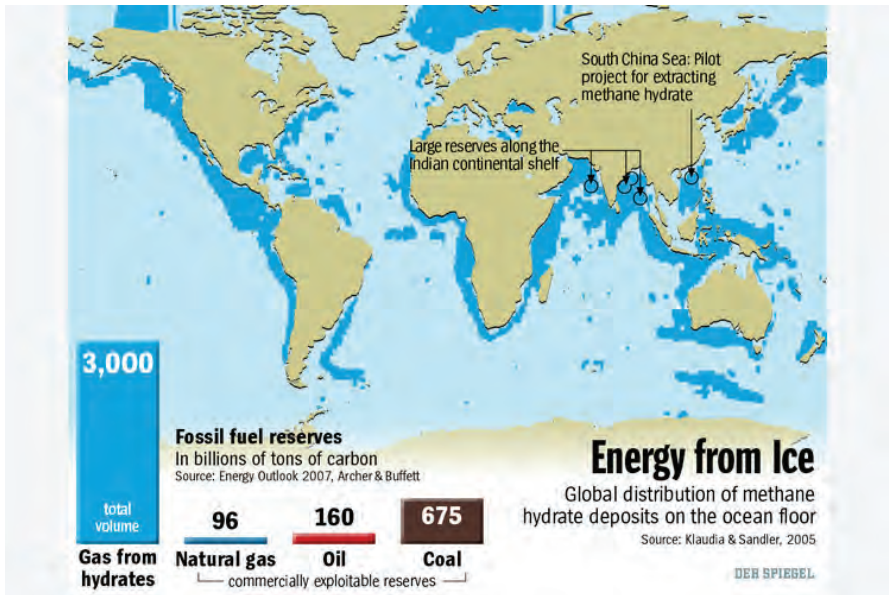 South China Sea: Pilot
project for extracting
methane hydrate
Large reserves along the
Indian continental shelf
3,000
total
volume
Gas from
hydrates
Fossil fuel reserves
In billions of tons of carbon
Source: Energy Outlook 2007, Archer & Buffett
96
Natural gas
160
Oil
675
Coal
commercially exploitable reserves
Energy from Ice
Global distribution of methane
hydrate deposits on the ocean floor
Source: Klaudia & Sandler, 2005
DER SPIEGEL